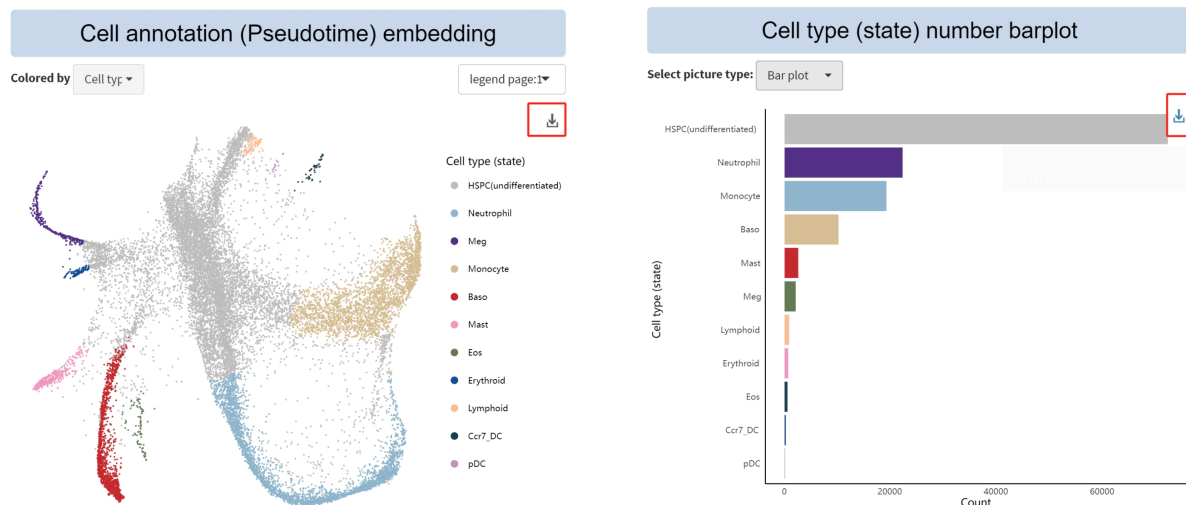 Cell annotation (Pseudotime) embedding
Colored by
Cell typ
legend page:1
Cell type (state)
HSPC(undifferentiated)
Neutrophil
Meg
Monocyte
Baso
Mast
Eos
Erythroid
Lymphoid
Ccr7_DC
pDC
Cell type (state) number barplot
Select picture type:
Bar plot
Cell type (state)
HSPC(undifferentiated)
Neutrophil
Monocyte
Baso
Mast
Meg
Lymphoid
Erythroid
Eos
Ccr7_DC
pDC
0 20000 40000 60000
Count